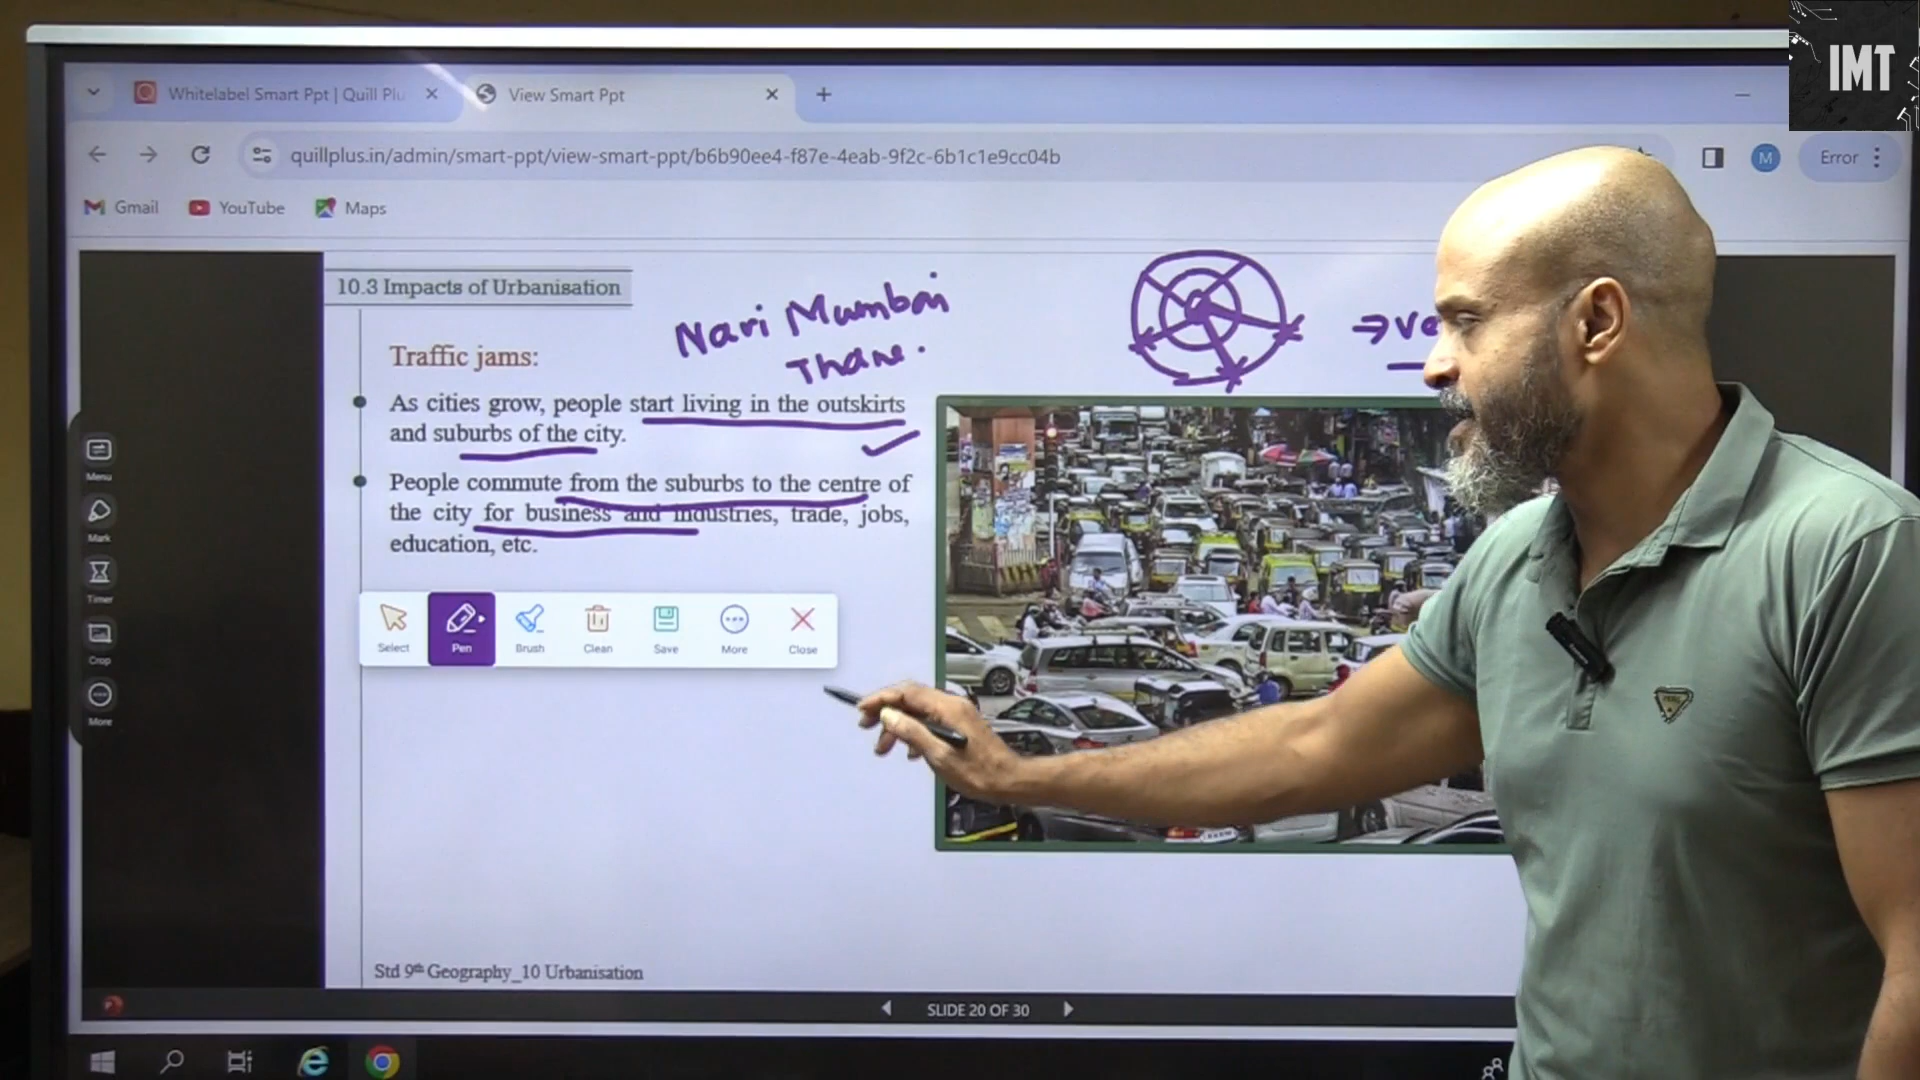 IMT
Whitelabel Smart Ppt | Quill Plu
View Smart Ppt
quillplus.in/admin/smart-ppt/view-smart-ppt/b6b90ee4-f87e-4eab-9f2c-6b1c1e9cc04b
M
Error
Gmail
YouTube
Maps
10.3 Impacts of Urbanisation
Navi Mumbai
Thane.
→ve
Traffic jams:
As cities grow, people start living in the outskirts
and suburbs of the city.
People commute from the suburbs to the centre of
the city for business and industries, trade, jobs,
education, etc.
Menu
Mark
Timer
Crop
More
Select
Pen
Brush
Clean
Save
More
Close
Std 9th Geography_10 Urbanisation
SLIDE 20 OF 30